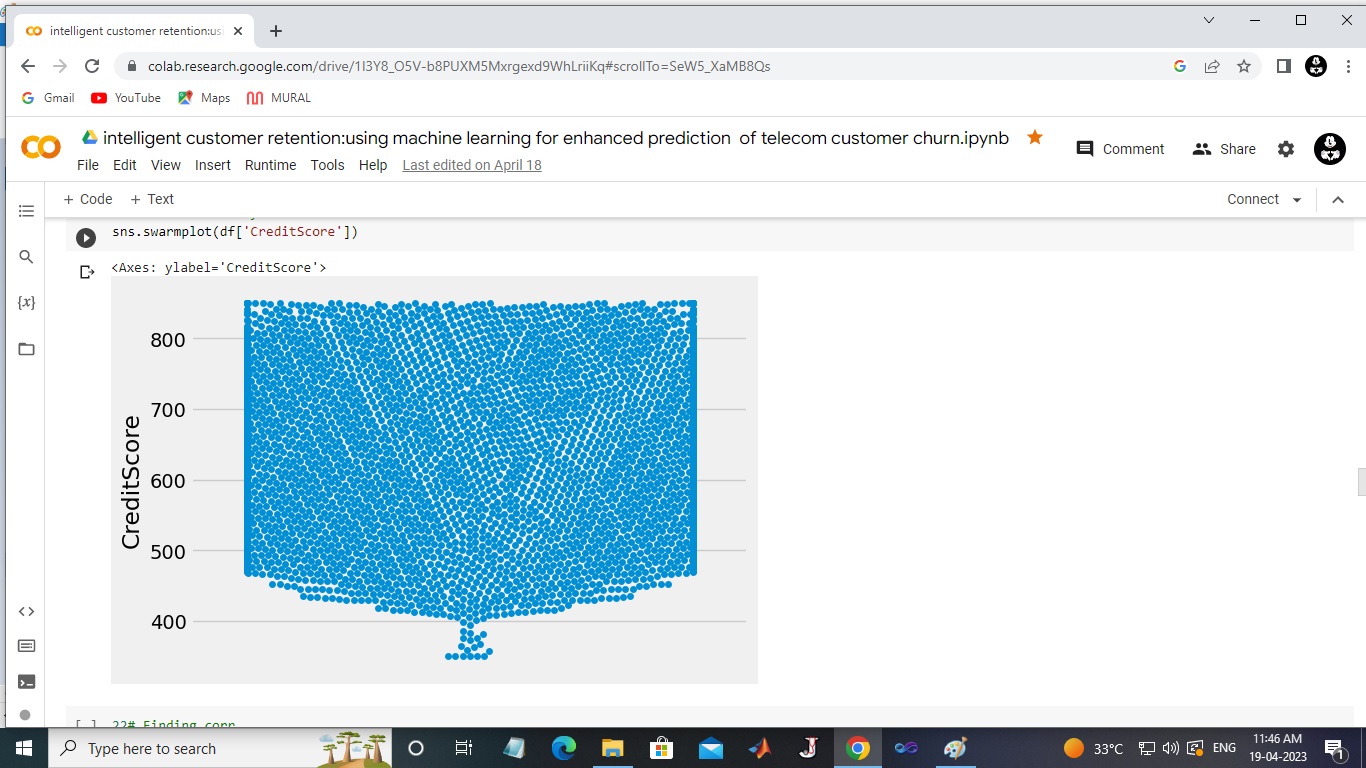 intelligent customer retention:us
colab.research.google.com/drive/1I3Y8_O5V-b8PUXM5Mxrgexd9WhLriiKq#scrollTo=SeW5_XaMB8Qs
Gmail YouTube Maps MURAL
intelligent customer retention:using machine learning for enhanced prediction of telecom customer churn.ipynb
Comment Share
File Edit View Insert Runtime Tools Help Last edited on April 18
+ Code + Text Connect
sns.swarmplot(df['CreditScore'])
<Axes: ylabel='CreditScore'>
800
700
600
500
400
CreditScore
{x}
[ ] 22# Finding corr
Type here to search
33°C ENG
11:46 AM
19-04-2023
1